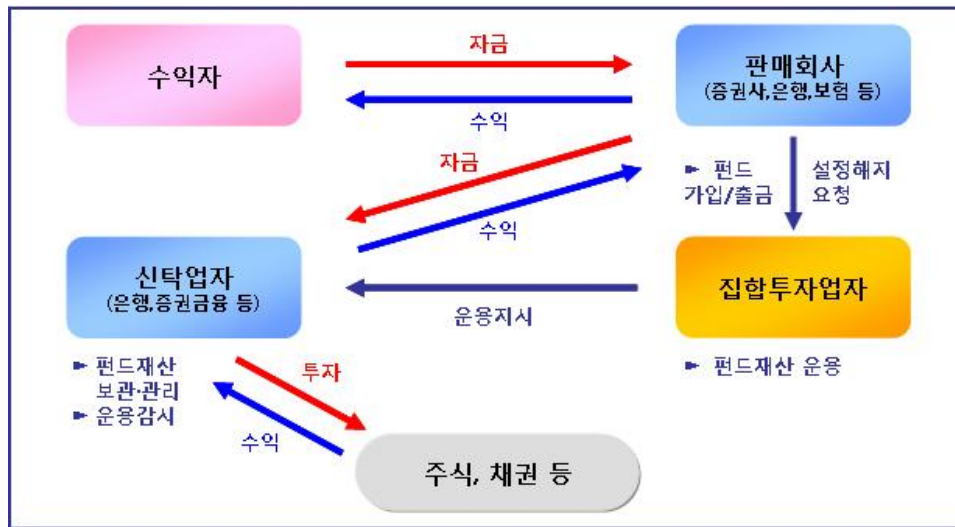 수익자
자금
수익
판매회사
(증권사,은행,보험 등)
자금
수익
► 펀드
가입/출금
설정해지
요청
신탁업자
(은행,증권금융 등)
운용지시
집합투자업자
► 펀드재산
보관·관리
► 운용감시
투자
수익
► 펀드재산 운용
주식, 채권 등